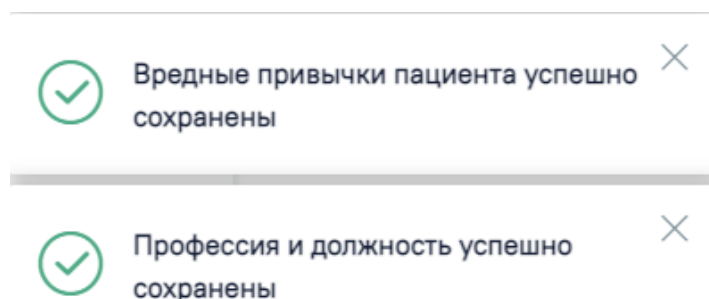 Вредные привычки пациента успешно
сохранены
Профессия и должность успешно
сохранены